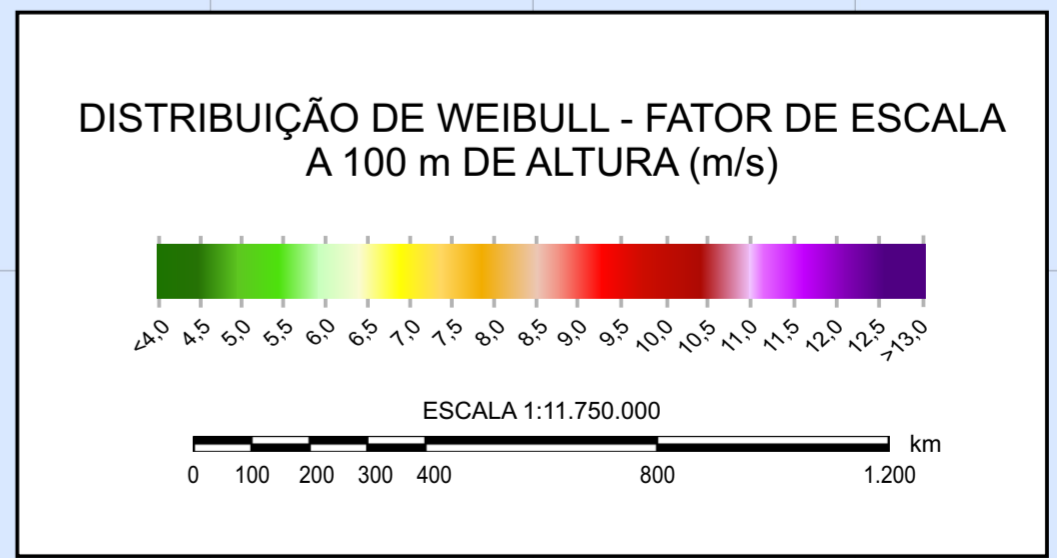 DISTRIBUIÇÃO DE WEIBULL - FATOR DE ESCALA
A 100 m DE ALTURA (m/s)
<4,0 4,5 5,0 5,5 6,0 6,5 7,0 7,5 8,0 8,5 9,0 9,5 10,0 10,5 11,0 11,5 12,0 12,5 >13,0
ESCALA 1:11.750.000
km
0 100 200 300 400 800 1.200